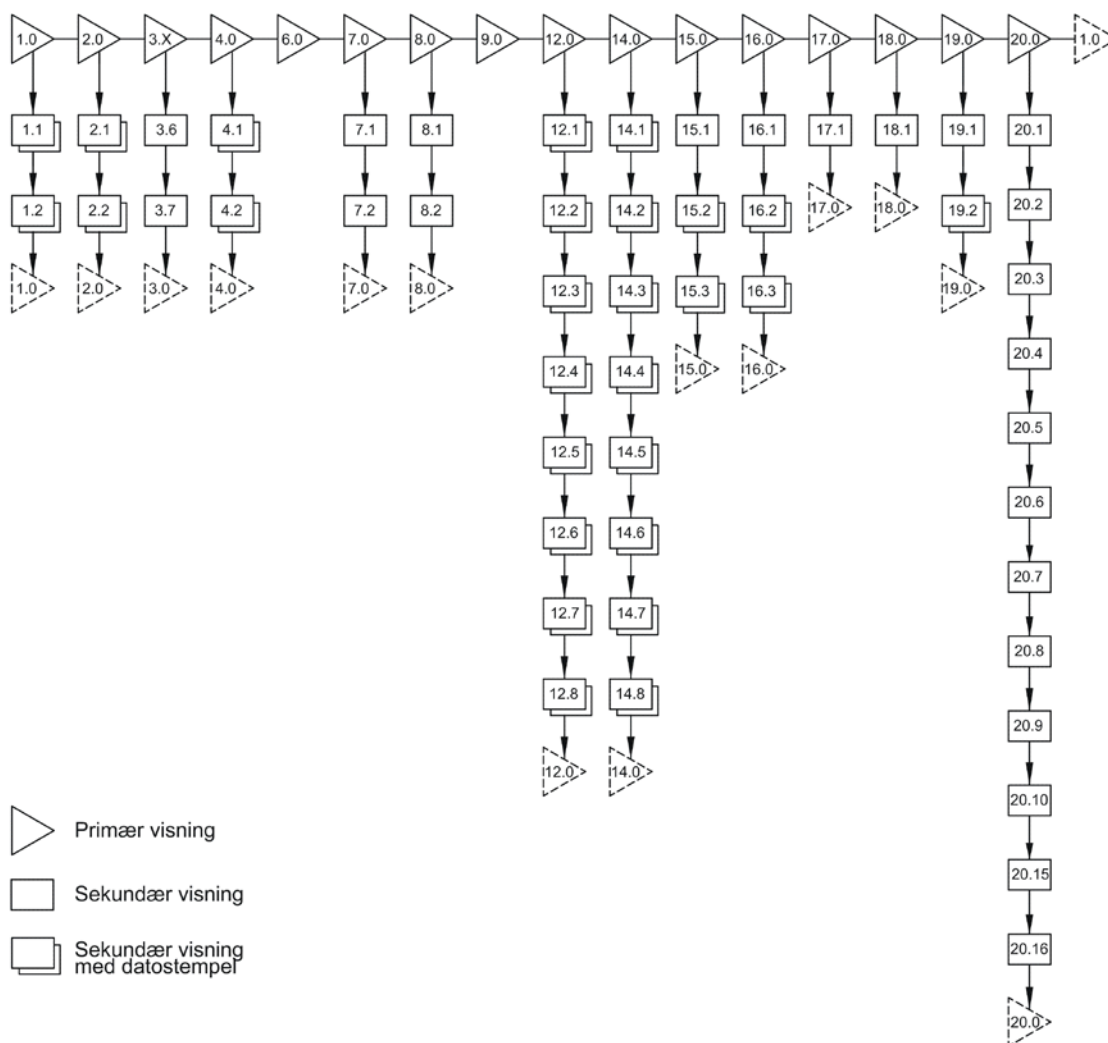 1.0 2.0 3.X 4.0 6.0 7.0 8.0 9.0 12.0 14.0 15.0 16.0 17.0 18.0 19.0 20.0 1.0
1.1 2.1 3.6 4.1 7.1 8.1 12.1 14.1 15.1 16.1 17.1 18.1 19.1 20.1
1.2 2.2 3.7 4.2 7.2 8.2 12.2 14.2 15.2 16.2 17.0 18.0 19.2 20.2
1.0 2.0 3.0 4.0 7.0 8.0 12.3 14.3 15.3 16.3 19.0 20.3
12.4 14.4 15.0 16.0 20.4
12.5 14.5 20.5
12.6 14.6 20.6
12.7 14.7 20.7
12.8 14.8 20.8
20.9
12.0 14.0
20.10
Primær visning
20.15
Sekundær visning
20.16
Sekundær visning
med datostempel
20.0